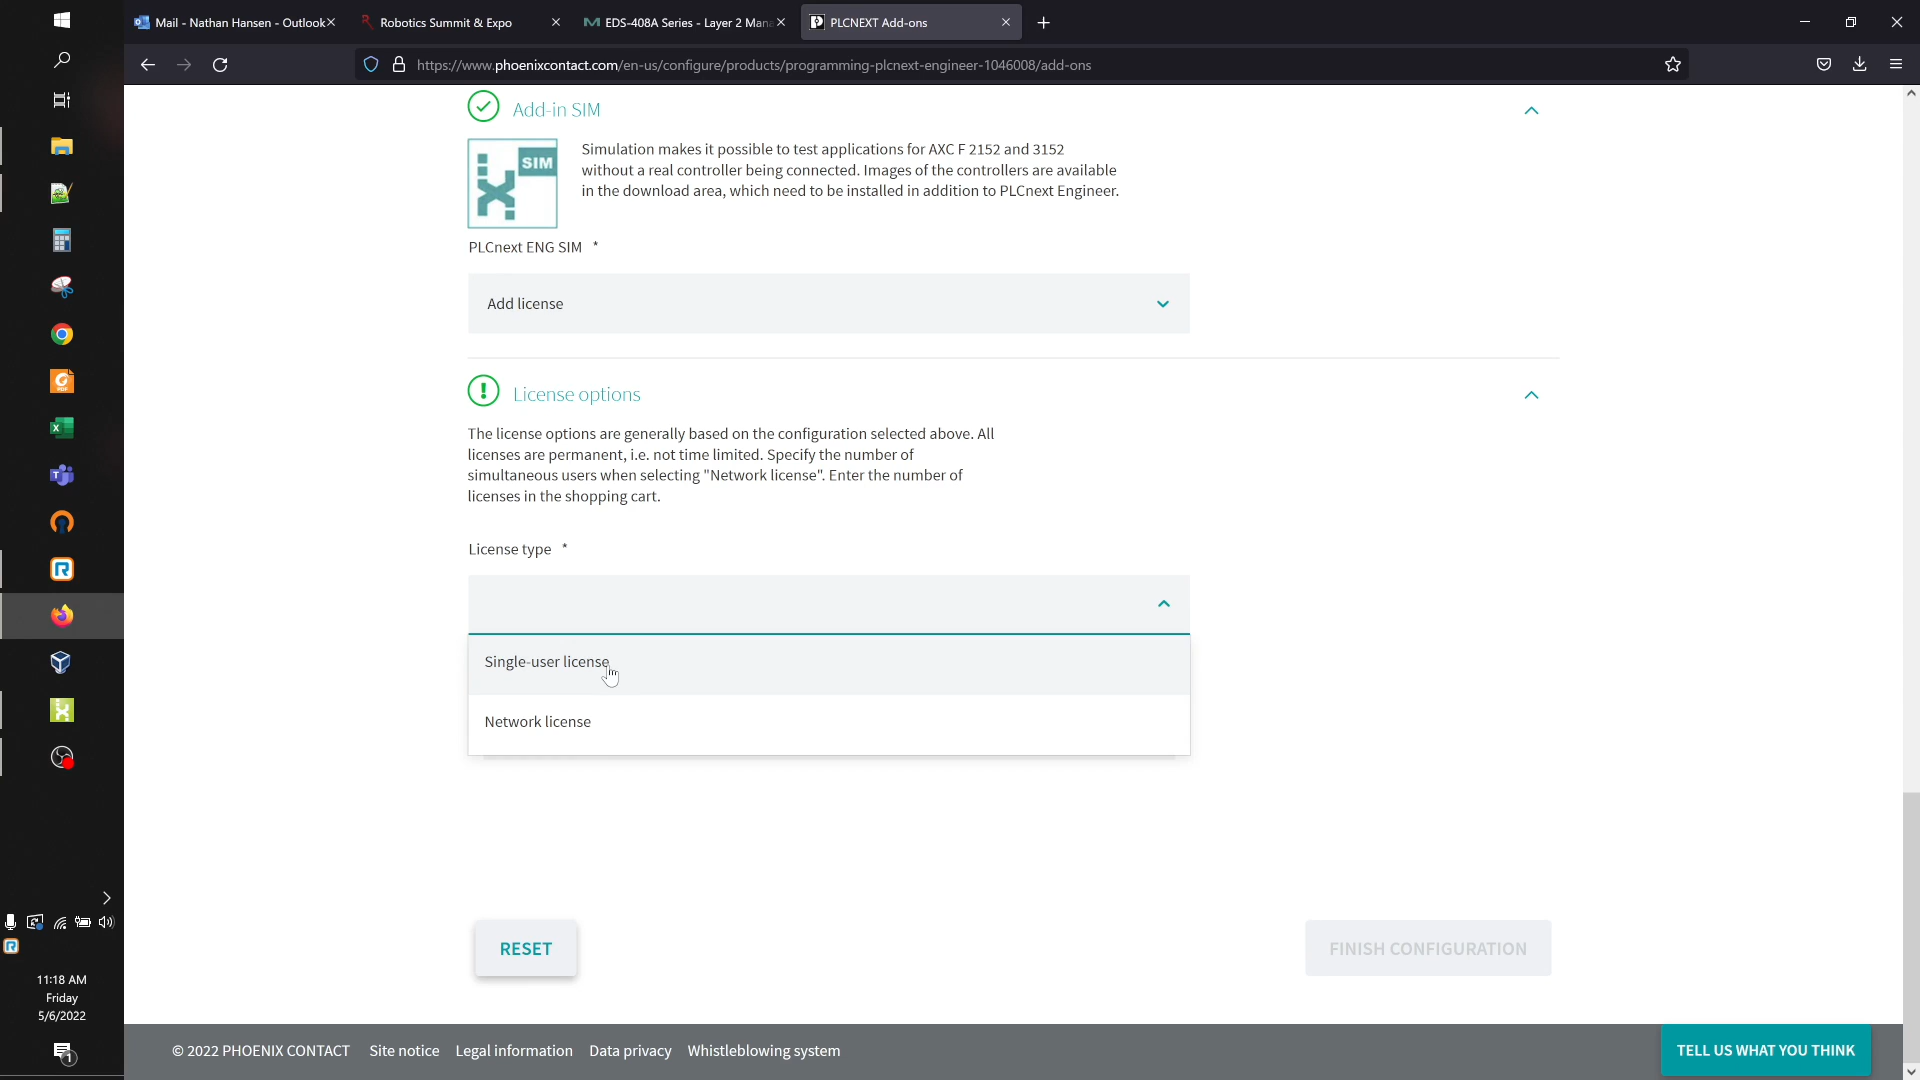 Mail - Nathan Hansen - Outlook
Robotics Summit & Expo
EDS-408A Series - Layer 2 Mana
PLCNEXT Add-ons
https://www.phoenixcontact.com/en-us/configure/products/programming-plcnext-engineer-1046008/add-ons
Add-in SIM
SIM
Simulation makes it possible to test applications for AXC F 2152 and 3152
without a real controller being connected. Images of the controllers are available
in the download area, which need to be installed in addition to PLCnext Engineer.
PLCnext ENG SIM *
Add license
License options
The license options are generally based on the configuration selected above. All
licenses are permanent, i.e. not time limited. Specify the number of
simultaneous users when selecting "Network license". Enter the number of
licenses in the shopping cart.
License type *
Single-user license
Network license
RESET
FINISH CONFIGURATION
11:18 AM
Friday
5/6/2022
1
© 2022 PHOENIX CONTACT Site notice Legal information Data privacy Whistleblowing system
TELL US WHAT YOU THINK